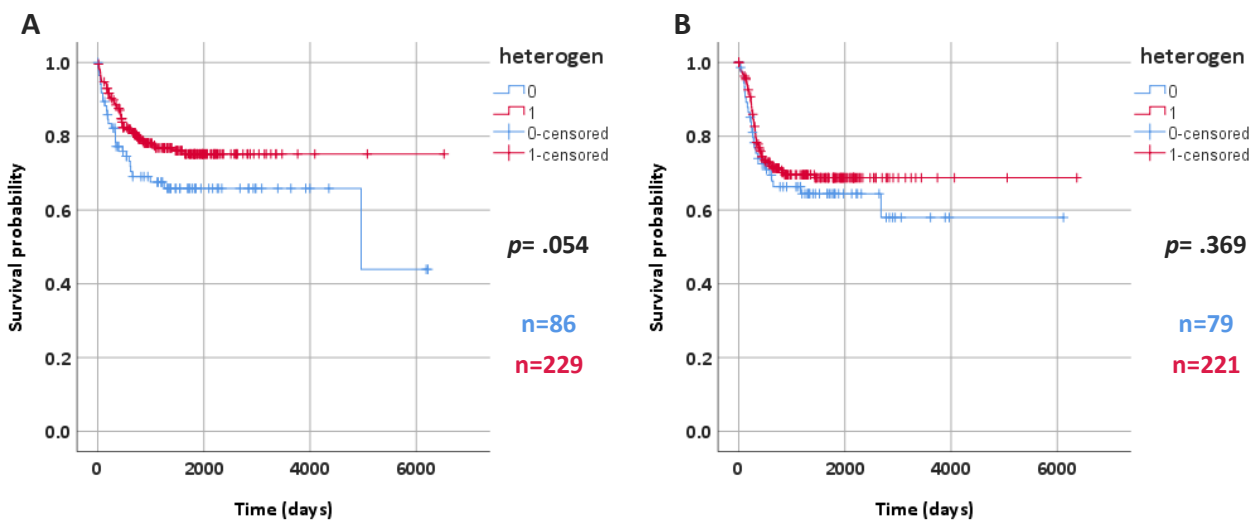 A
heterogen
0
1
0-censored
1-censored
p= .054
n=86
n=229
Survival probability
1.0
0.8
0.6
0.4
0.2
0.0
0 2000 4000 6000
Time (days)
B
heterogen
0
1
0-censored
1-censored
p= .369
n=79
n=221
Survival probability
1.0
0.8
0.6
0.4
0.2
0.0
0 2000 4000 6000
Time (days)